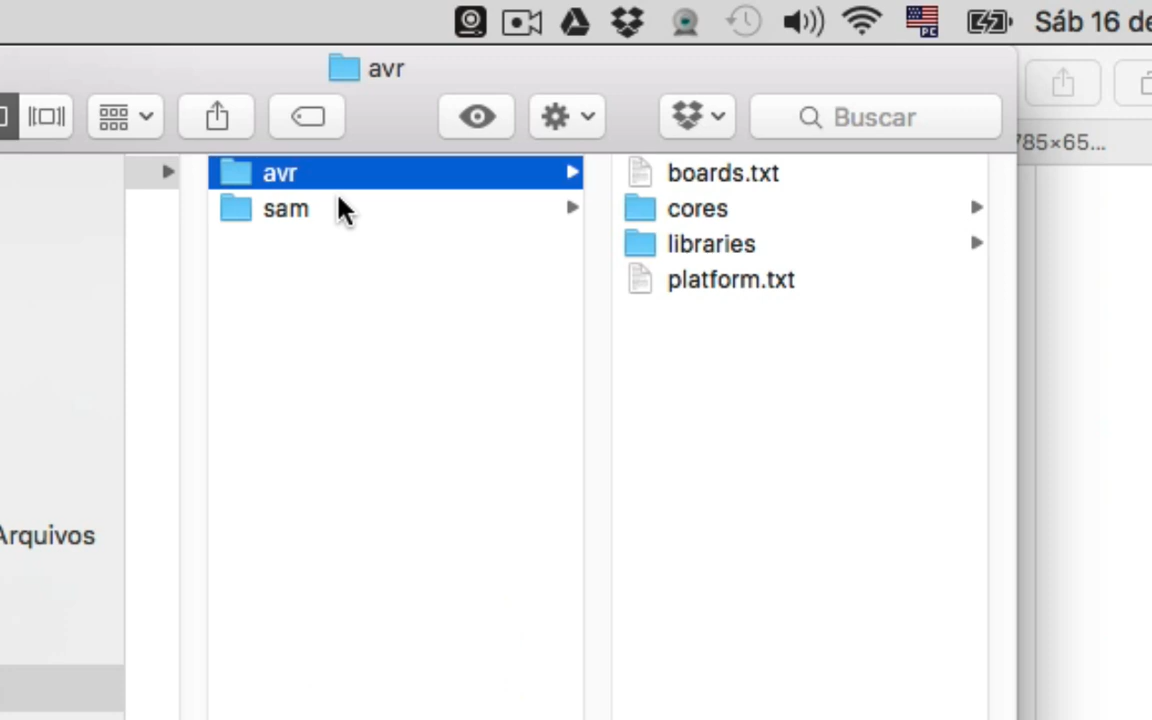 Sáb 16 de
avr
Buscar
785×65...
avr
sam
boards.txt
cores
libraries
platform.txt
Arquivos